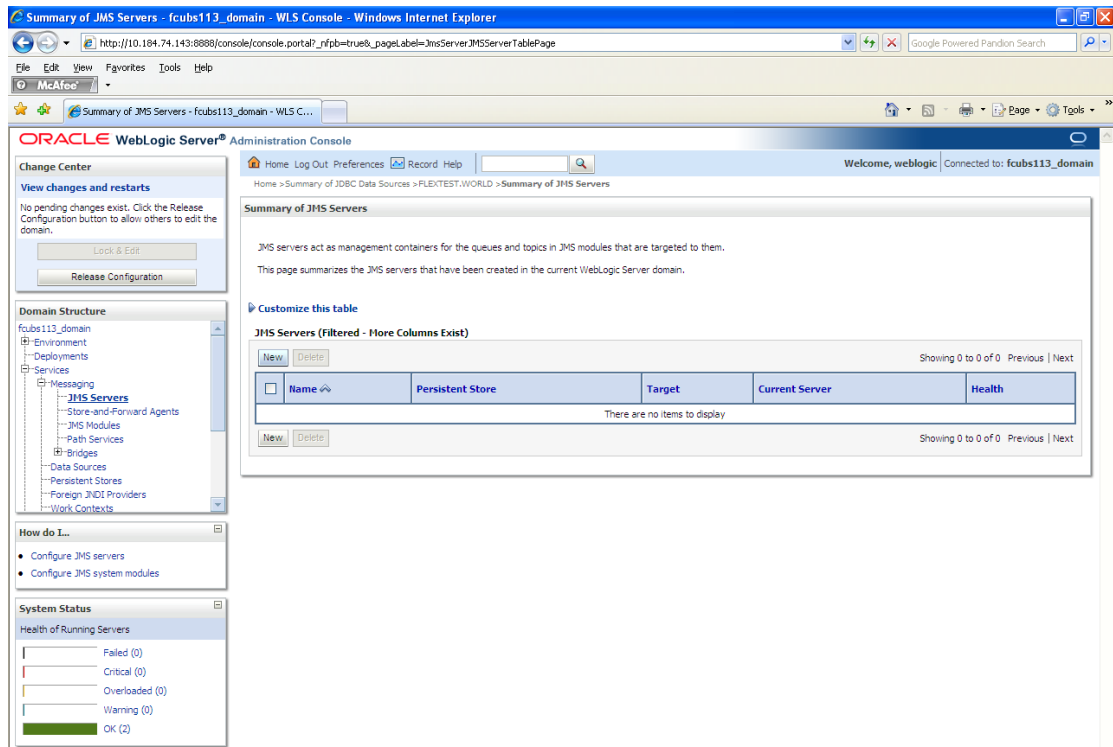 Summary of JMS Servers - fcubs113_domain - WLS Console - Windows Internet Explorer
http://10.184.74.143:8888/console/console.portal?_nfpb=true&_pageLabel=JmsServerJMSServerTablePage
Google Powered Pandion Search
File Edit View Favorites Tools Help
McAfee
Summary of JMS Servers - fcubs113_domain - WLS C...
Page Tools
ORACLE WebLogic Server® Administration Console
Change Center
View changes and restarts
No pending changes exist. Click the Release
Configuration button to allow others to edit the
domain.
Lock & Edit
Release Configuration
Domain Structure
fcubs113_domain
Environment
Deployments
Services
Messaging
JMS Servers
Store-and-Forward Agents
JMS Modules
Path Services
Bridges
Data Sources
Persistent Stores
Foreign JNDI Providers
Work Contexts
How do I...
Configure JMS servers
Configure JMS system modules
System Status
Health of Running Servers
Failed (0)
Critical (0)
Overloaded (0)
Warning (0)
OK (2)
Home Log Out Preferences Record Help
Welcome, weblogic Connected to: fcubs113_domain
Home >Summary of JDBC Data Sources >FLEXTEST.WORLD >Summary of JMS Servers
Summary of JMS Servers
JMS servers act as management containers for the queues and topics in JMS modules that are targeted to them.
This page summarizes the JMS servers that have been created in the current WebLogic Server domain.
Customize this table
JMS Servers (Filtered - More Columns Exist)
New Delete Showing 0 to 0 of 0 Previous | Next
Name Persistent Store Target Current Server Health
There are no items to display
New Delete Showing 0 to 0 of 0 Previous | Next